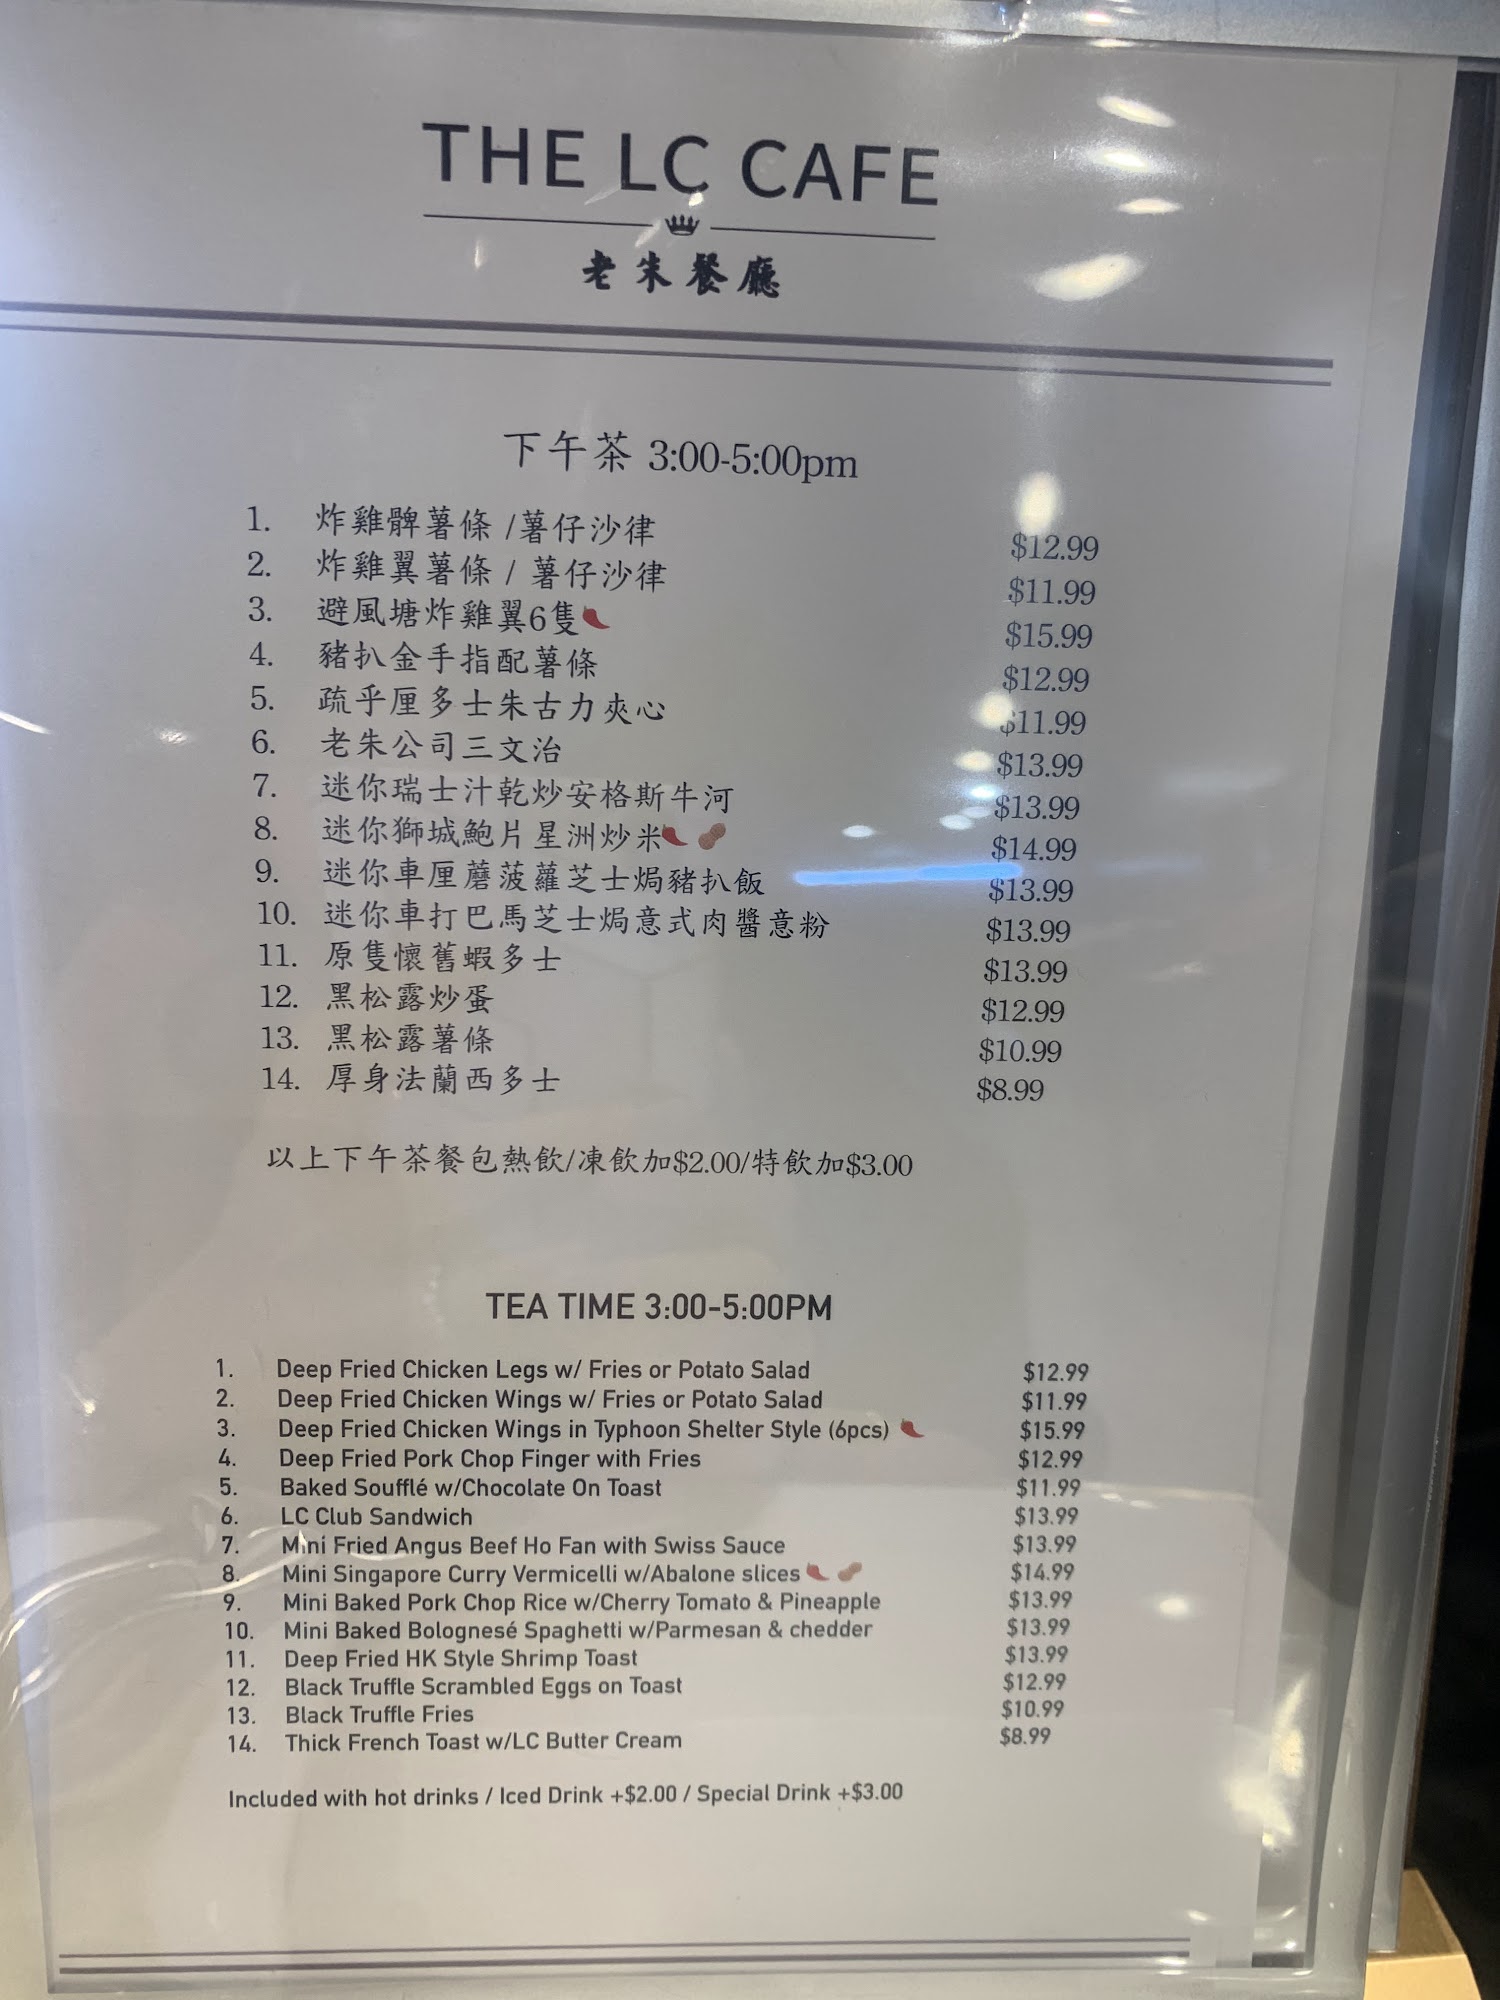 THE LC CAFE
老朱餐廳
下午茶 3:00-5:00pm
1. 炸雞髀薯條 /薯仔沙律 $12.99
2. 炸雞翼薯條 / 薯仔沙律 $11.99
3. 避風塘炸雞翼6隻 $15.99
4. 豬扒金手指配薯條 $12.99
5. 疏乎厘多士朱古力夾心 $11.99
6. 老朱公司三文治 $13.99
7. 迷你瑞士汁乾炒安格斯牛河 $13.99
8. 迷你獅城鮑片星洲炒米 $14.99
9. 迷你車厘蘑菠蘿芝士焗豬扒飯 $13.99
10. 迷你車打巴馬芝士焗意式肉醬意粉 $13.99
11. 原隻懷舊蝦多士 $13.99
12. 黑松露炒蛋 $12.99
13. 黑松露薯條 $10.99
14. 厚身法蘭西多士 $8.99
以上下午茶餐包熱飲/凍飲加$2.00/特飲加$3.00
TEA TIME 3:00-5:00PM
1. Deep Fried Chicken Legs w/ Fries or Potato Salad $12.99
2. Deep Fried Chicken Wings w/ Fries or Potato Salad $11.99
3. Deep Fried Chicken Wings in Typhoon Shelter Style (6pcs) $15.99
4. Deep Fried Pork Chop Finger with Fries $12.99
5. Baked Soufflé w/Chocolate On Toast $11.99
6. LC Club Sandwich $13.99
7. Mini Fried Angus Beef Ho Fan with Swiss Sauce $13.99
8. Mini Singapore Curry Vermicelli w/Abalone slices $14.99
9. Mini Baked Pork Chop Rice w/Cherry Tomato & Pineapple $13.99
10. Mini Baked Bolognesé Spaghetti w/Parmesan & chedder $13.99
11. Deep Fried HK Style Shrimp Toast $13.99
12. Black Truffle Scrambled Eggs on Toast $12.99
13. Black Truffle Fries $10.99
14. Thick French Toast w/LC Butter Cream $8.99
Included with hot drinks / Iced Drink +$2.00 / Special Drink +$3.00